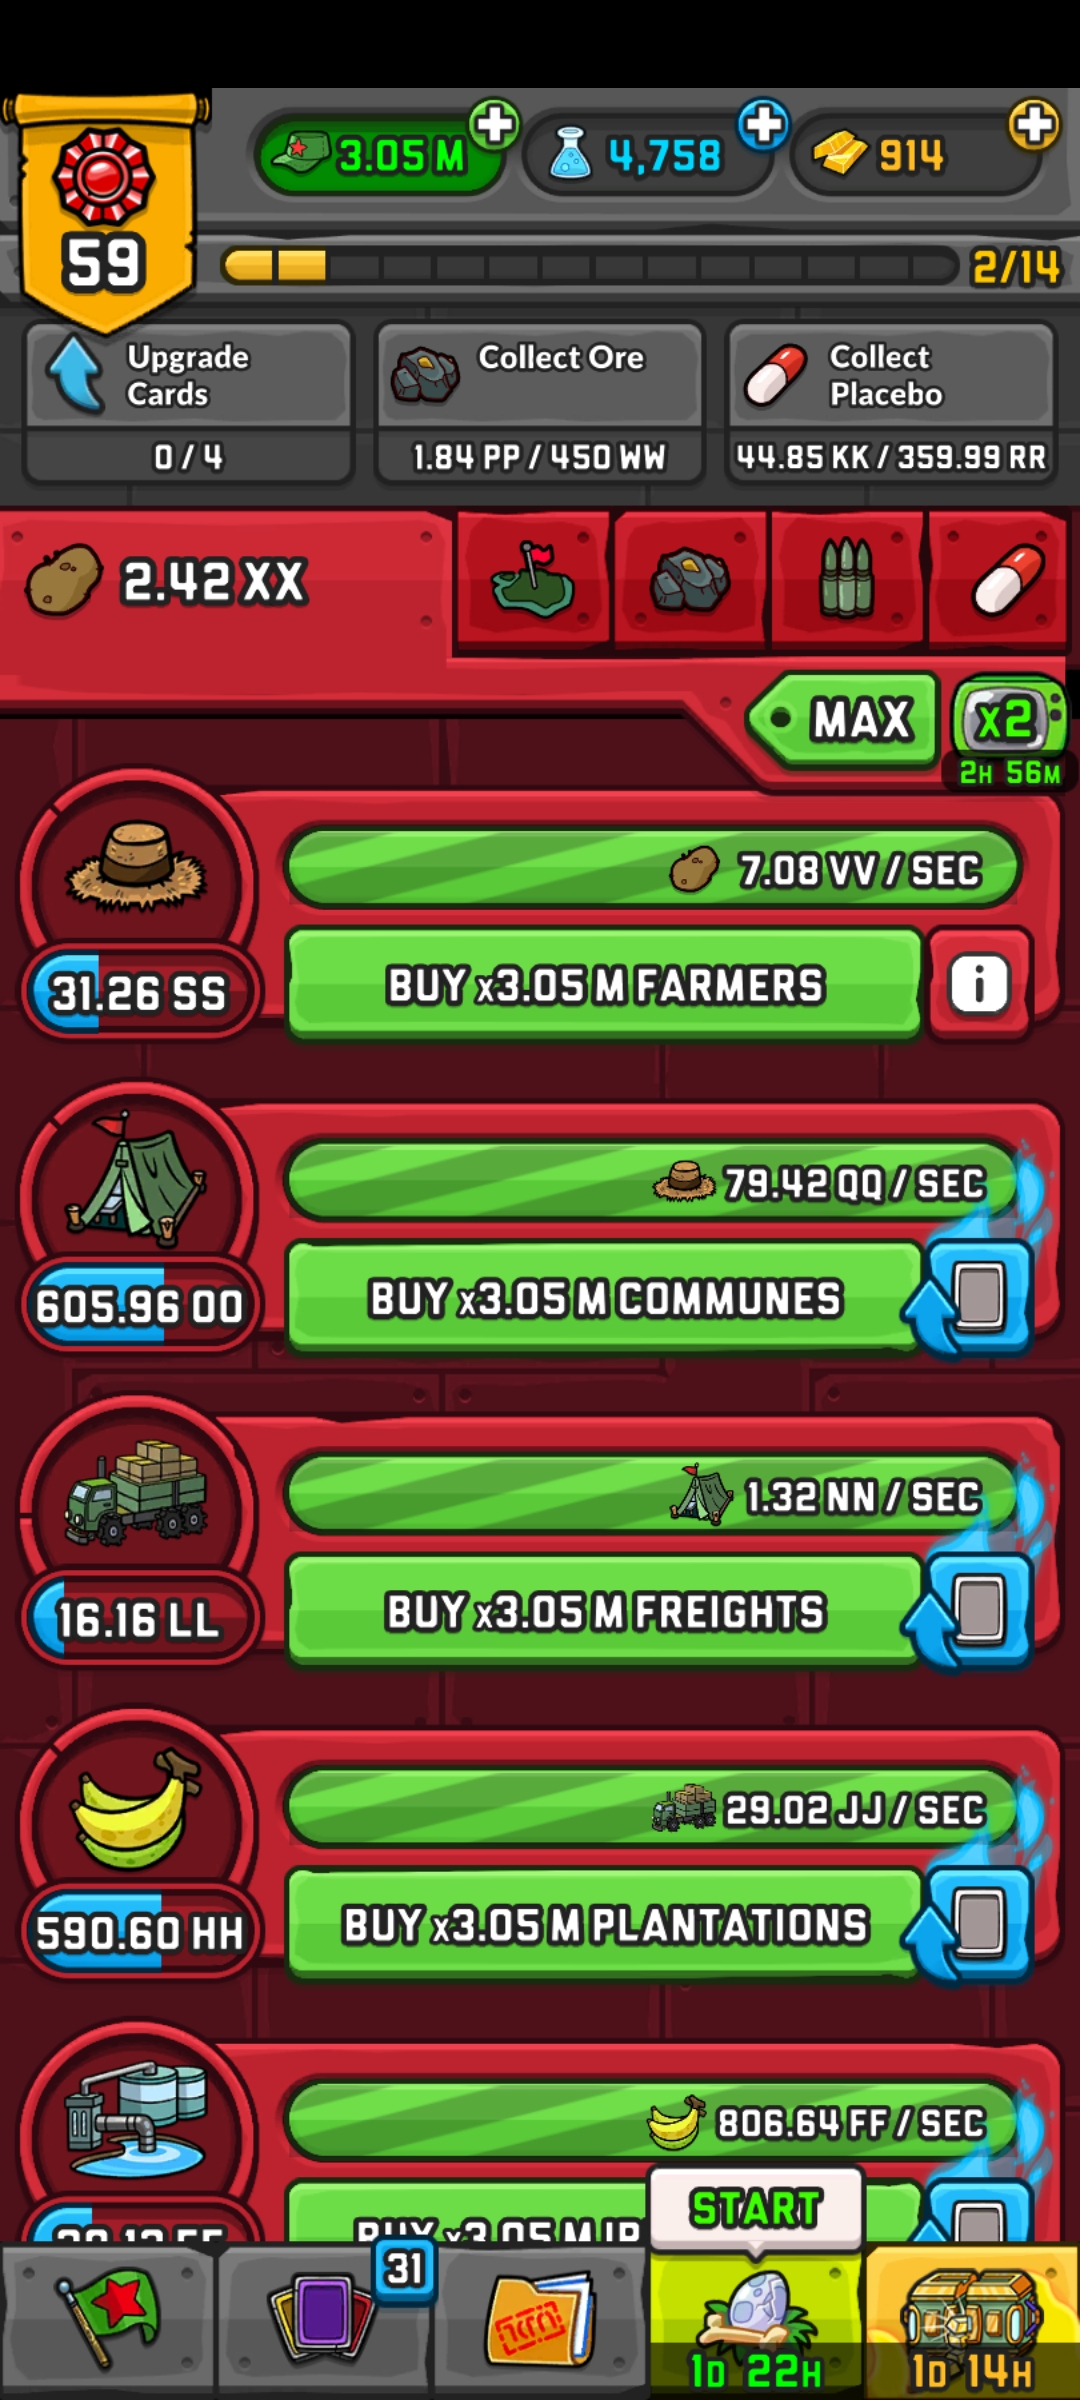 59
3.05 M
4,758
914
2/14
Upgrade
Cards
0 / 4
Collect Ore
1.84 PP / 450 WW
Collect
Placebo
44.85 KK / 359.99 RR
2.42 XX
MAX
x2
2H 56M
7.08 VV / SEC
31.26 SS
BUY x3.05 M FARMERS
i
79.42 QQ / SEC
605.96 OO
BUY x3.05 M COMMUNES
1.32 NN / SEC
16.16 LL
BUY x3.05 M FREIGHTS
29.02 JJ / SEC
590.60 HH
BUY x3.05 M PLANTATIONS
806.64 FF / SEC
BUY x3.05 M
START
31
1D 22H
1D 14H